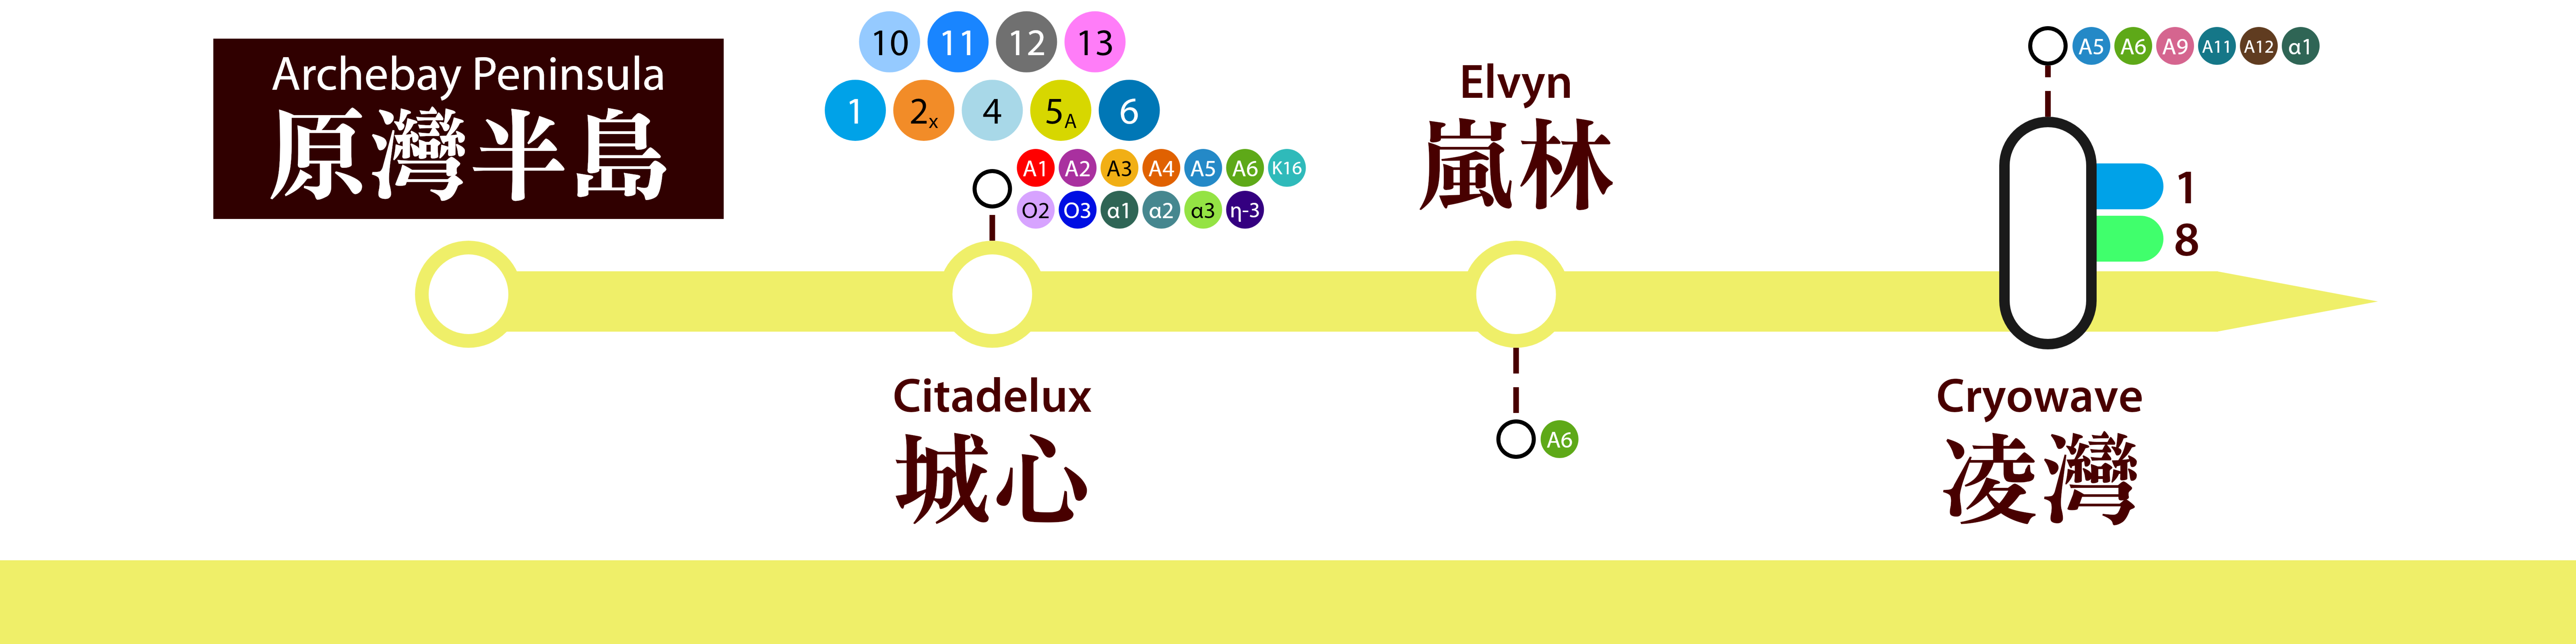 Archebay Peninsula
原灣半島
10 11 12 13
1 2x 4 5A 6
A1 A2 A3 A4 A5 A6 K16
O2 O3 α1 α2 α3 η-3
Citadelux
城心
Elvyn
嵐林
A6
A5 A6 A9 A11 A12 α1
1
8
Cryowave
凌灣